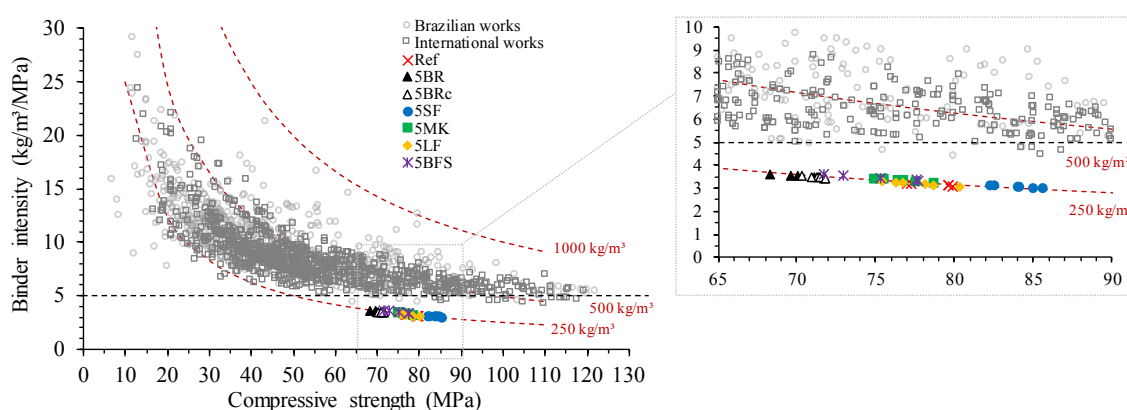 30
25
20
15
10
5
0
Binder intensity (kg/m³/MPa)
0 10 20 30 40 50 60 70 80 90 100 110 120 130
Compressive strength (MPa)
Brazilian works
International works
Ref
5BR
5BRc
5SF
5MK
5LF
5BFS
1000 kg/m³
500 kg/m³
250 kg/m³
10
9
8
7
6
5
4
3
2
1
0
65 70 75 80 85 90
500 kg/m³
250 kg/m